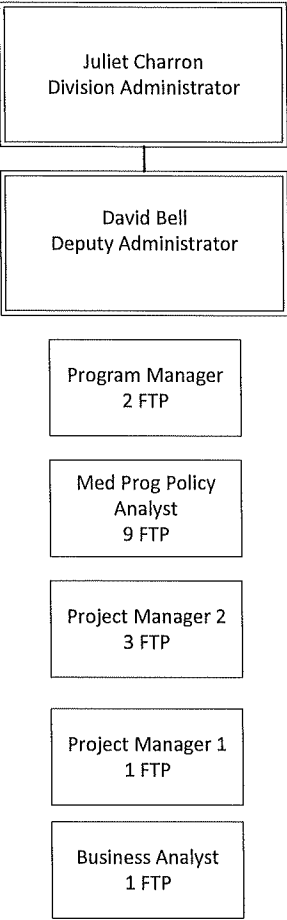 Juliet Charron
Division Administrator
David Bell
Deputy Administrator
Program Manager
2 FTP
Med Prog Policy
Analyst
9 FTP
Project Manager 2
3 FTP
Project Manager 1
1 FTP
Business Analyst
1 FTP